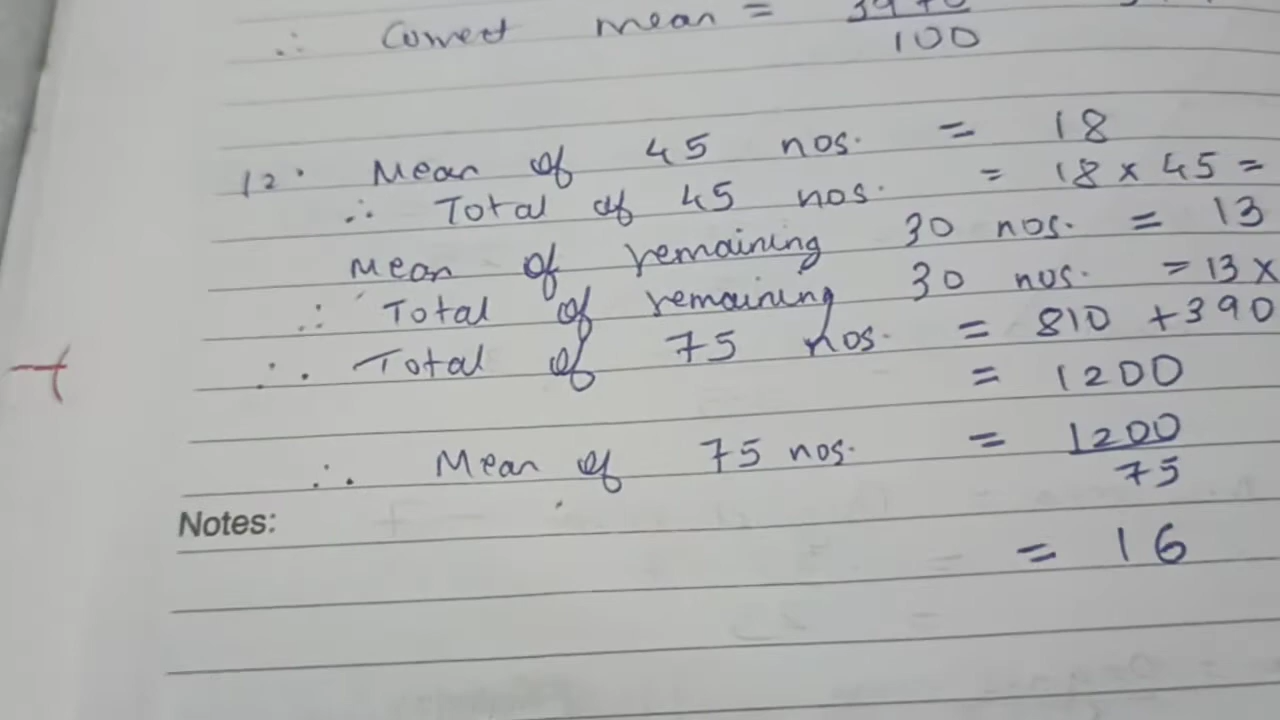 ∴ Correct mean =
100
12. Mean of 45 nos. = 18
∴ Total of 45 nos. = 18 × 45 =
Mean of remaining 30 nos. = 13
∴ Total of remaining 30 nos. = 13 ×
∴ Total of 75 nos. = 810 + 390
= 1200
∴ Mean of 75 nos. = 1200
75
Notes:
= 16